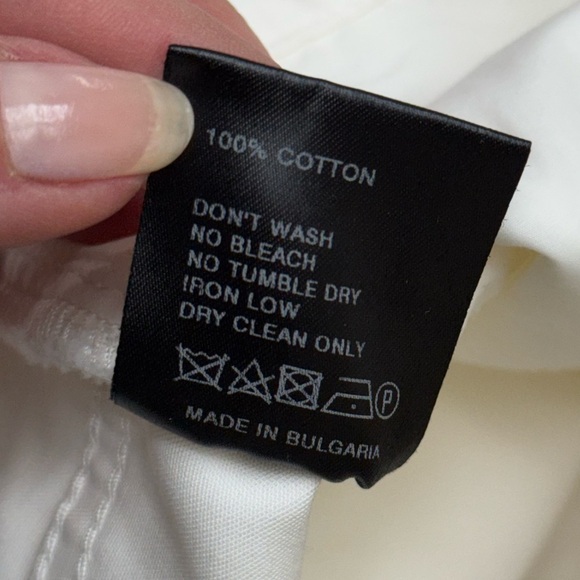 100% COTTON
DON'T WASH
NO BLEACH
NO TUMBLE DRY
IRON LOW
DRY CLEAN ONLY
P
MADE IN BULGARIA